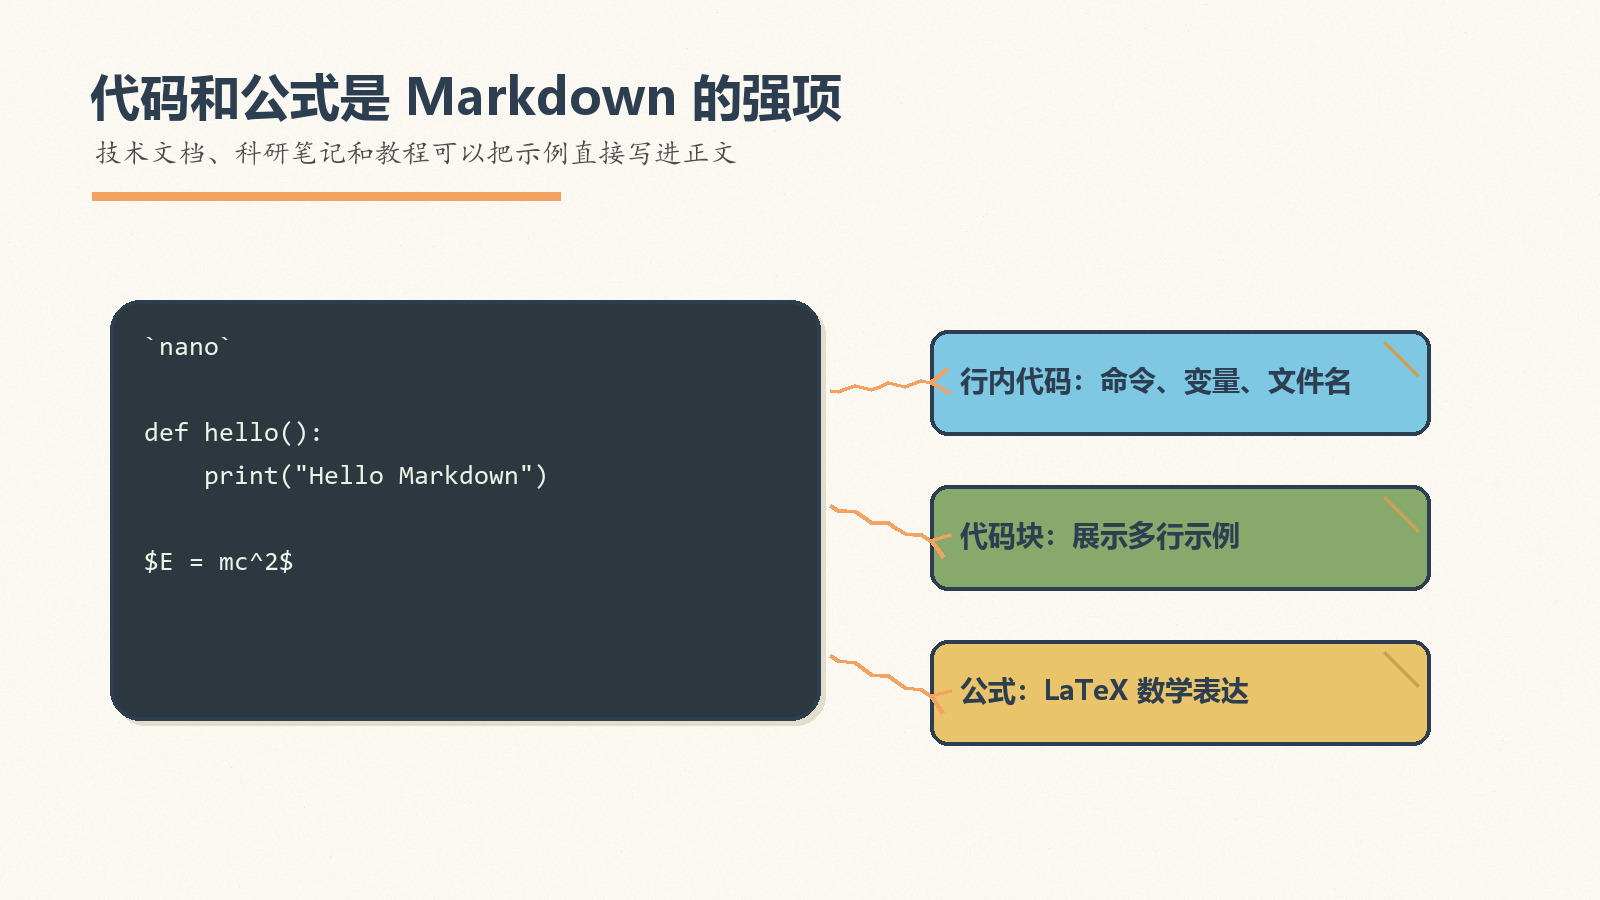 代码和公式是 Markdown 的强项
技术文档、科研笔记和教程可以把示例直接写进正文
`nano`
def hello():
    print("Hello Markdown")
$E = mc^2$
行内代码：命令、变量、文件名
代码块：展示多行示例
公式：LaTeX 数学表达